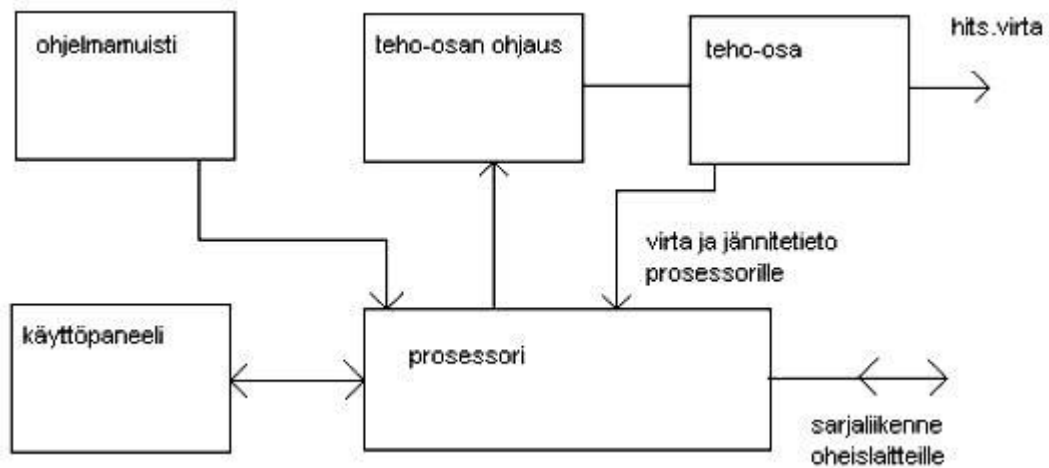 ohjelmamuisti
teho-osan ohjaus
teho-osa
hits.virta
virta ja jännitetieto
prosessorille
käyttöpaneeli
prosessori
sarjaliikenne
oheislaitteille